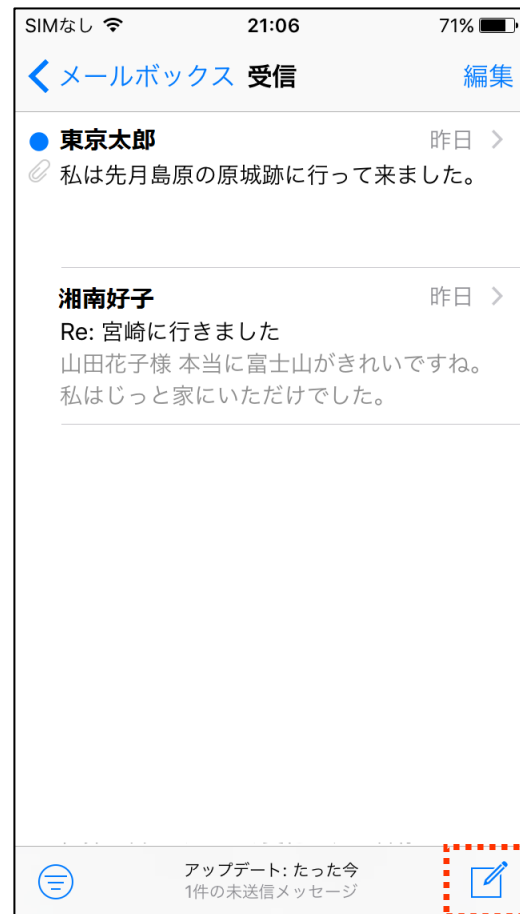 SIMなし 21:06 71%
メールボックス 受信 編集
東京太郎 昨日
私は先月島原の原城跡に行って来ました。
湘南好子 昨日
Re: 宮崎に行きました
山田花子様 本当に富士山がきれいですね。
私はじっと家にいただけでした。
アップデート: たった今
1件の未送信メッセージ